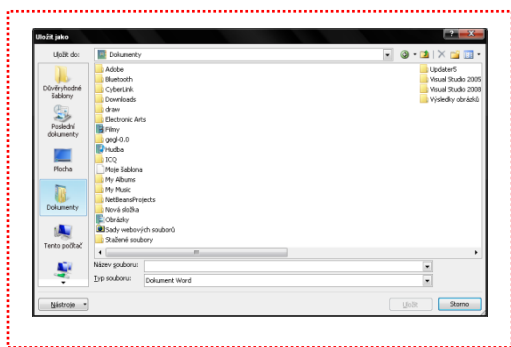 Uložit jako
Uložit do:
Dokumenty
Důvěryhodné
šablony
Poslední
dokumenty
Plocha
Dokumenty
Tento počítač
Adobe
Bluetooth
CyberLink
Downloads
draw
Electronic Arts
Filmy
gegl-0.0
Hudba
ICQ
Moje šablona
My Albums
My Music
NetBeansProjects
Nová složka
Obrázky
Sady webových souborů
Stažené soubory
Updater5
Visual Studio 2005
Visual Studio 2008
Výsledky obrázků
Název souboru:
Typ souboru:
Dokument Word
Nástroje
Uložit
Storno